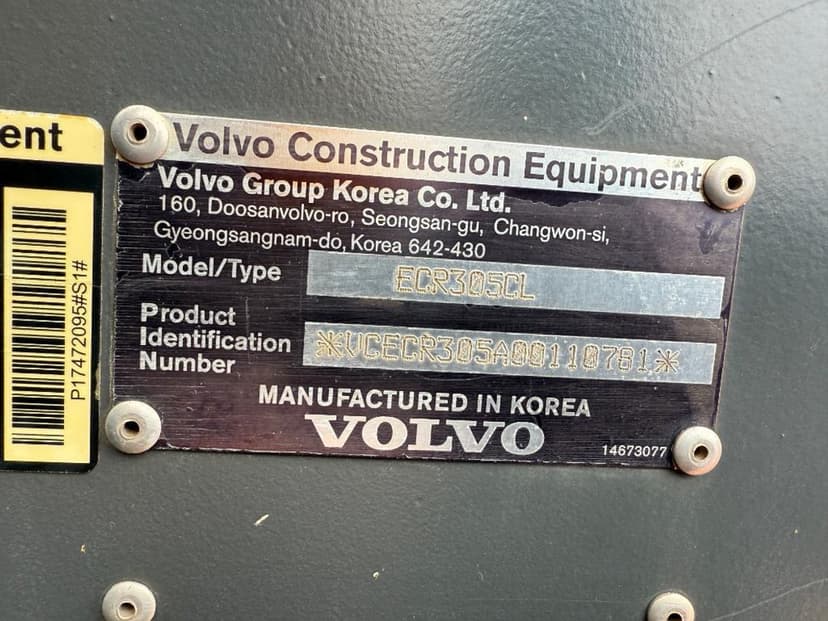 ent
P17472095#S1#
Volvo Construction Equipment
Volvo Group Korea Co. Ltd.
160, Doosanvolvo-ro, Seongsan-gu, Changwon-si,
Gyeongsangnam-do, Korea 642-430
Model/Type ECR305CL
Product
Identification
Number
*VCECR305A00110781*
MANUFACTURED IN KOREA
VOLVO
14673077